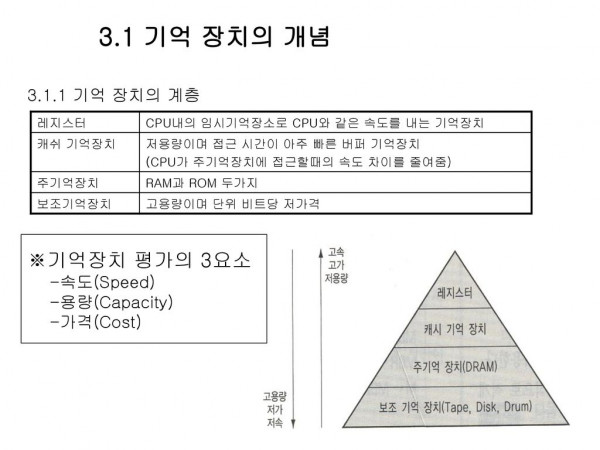 3.1 기억 장치의 개념
3.1.1 기억 장치의 계층
레지스터 CPU내의 임시기억장소로 CPU와 같은 속도를 내는 기억장치
캐쉬 기억장치 저용량이며 접근 시간이 아주 빠른 버퍼 기억장치
(CPU가 주기억장치에 접근할때의 속도 차이를 줄여줌)
주기억장치 RAM과 ROM 두가지
보조기억장치 고용량이며 단위 비트당 저가격
※기억장치 평가의 3요소
-속도(Speed)
-용량(Capacity)
-가격(Cost)
고속
고가
저용량
레지스터
캐시 기억 장치
주기억 장치(DRAM)
보조 기억 장치(Tape, Disk, Drum)
고용량
저가
저속